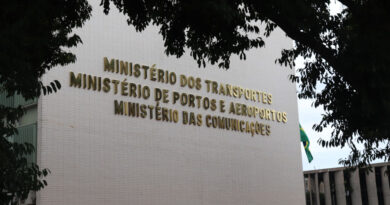 MINISTÉRIO DOS TRANSPORTES
MINISTÉRIO DE PORTOS E AEROPORTOS
MINISTÉRIO DAS COMUNICAÇÕES